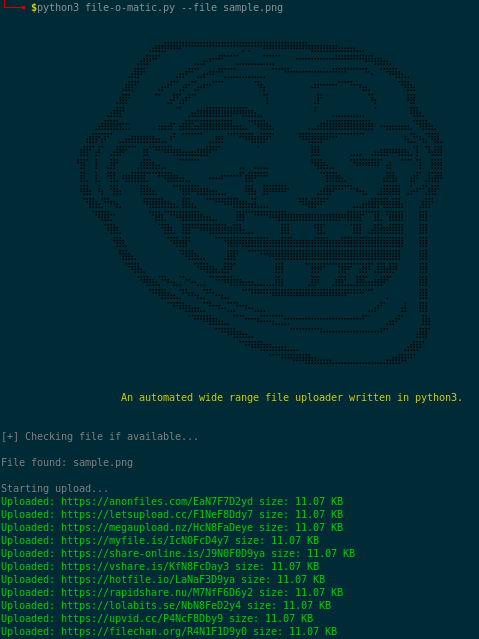 $python3 file-o-matic.py --file sample.png
An automated wide range file uploader written in python3.
[+] Checking file if available...
File found: sample.png
Starting upload...
Uploaded: https://anonfiles.com/EaN7F7D2yd size: 11.07 KB
Uploaded: https://letsupload.cc/F1NeF8Ddy7 size: 11.07 KB
Uploaded: https://megaupload.nz/HcN8FaDeye size: 11.07 KB
Uploaded: https://myfile.is/IcN0FcD4y7 size: 11.07 KB
Uploaded: https://share-online.is/J9N0F0D9ya size: 11.07 KB
Uploaded: https://vshare.is/KfN8FcDay3 size: 11.07 KB
Uploaded: https://hotfile.io/LaNaF3D9ya size: 11.07 KB
Uploaded: https://rapidshare.nu/M7NfF6D6y2 size: 11.07 KB
Uploaded: https://lolabits.se/NbN8FeD2y4 size: 11.07 KB
Uploaded: https://upvid.cc/P4NcF8Dby9 size: 11.07 KB
Uploaded: https://filechan.org/R4N1F1D9y0 size: 11.07 KB